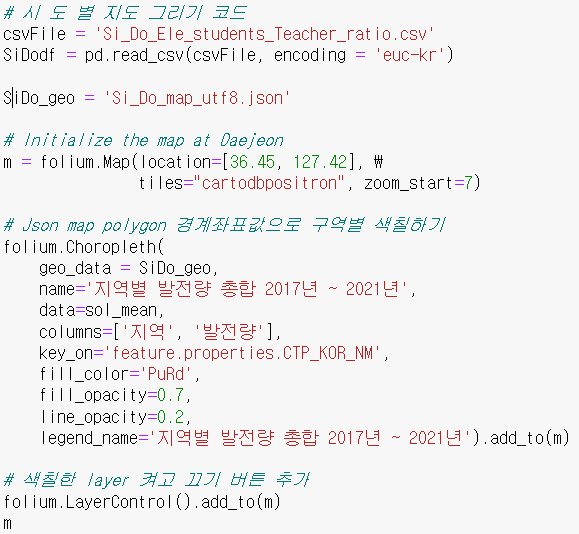 # 시 도 별 지도 그리기 코드
csvFile = 'Si_Do_Ele_students_Teacher_ratio.csv'
SiDodf = pd.read_csv(csvFile, encoding = 'euc-kr')
SiDo_geo = 'Si_Do_map_utf8.json'
# Initialize the map at Daejeon
m = folium.Map(location=[36.45, 127.42], ₩
tiles="cartodbpositron", zoom_start=7)
# Json map polygon 경계좌표값으로 구역별 색칠하기
folium.Choropleth(
geo_data = SiDo_geo,
name='지역별 발전량 총합 2017년 ~ 2021년',
data=sol_mean,
columns=['지역', '발전량'],
key_on='feature.properties.CTP_KOR_NM',
fill_color='PuRd',
fill_opacity=0.7,
line_opacity=0.2,
legend_name='지역별 발전량 총합 2017년 ~ 2021년').add_to(m)
# 색칠한 layer 켜고 끄기 버튼 추가
folium.LayerControl().add_to(m)
m